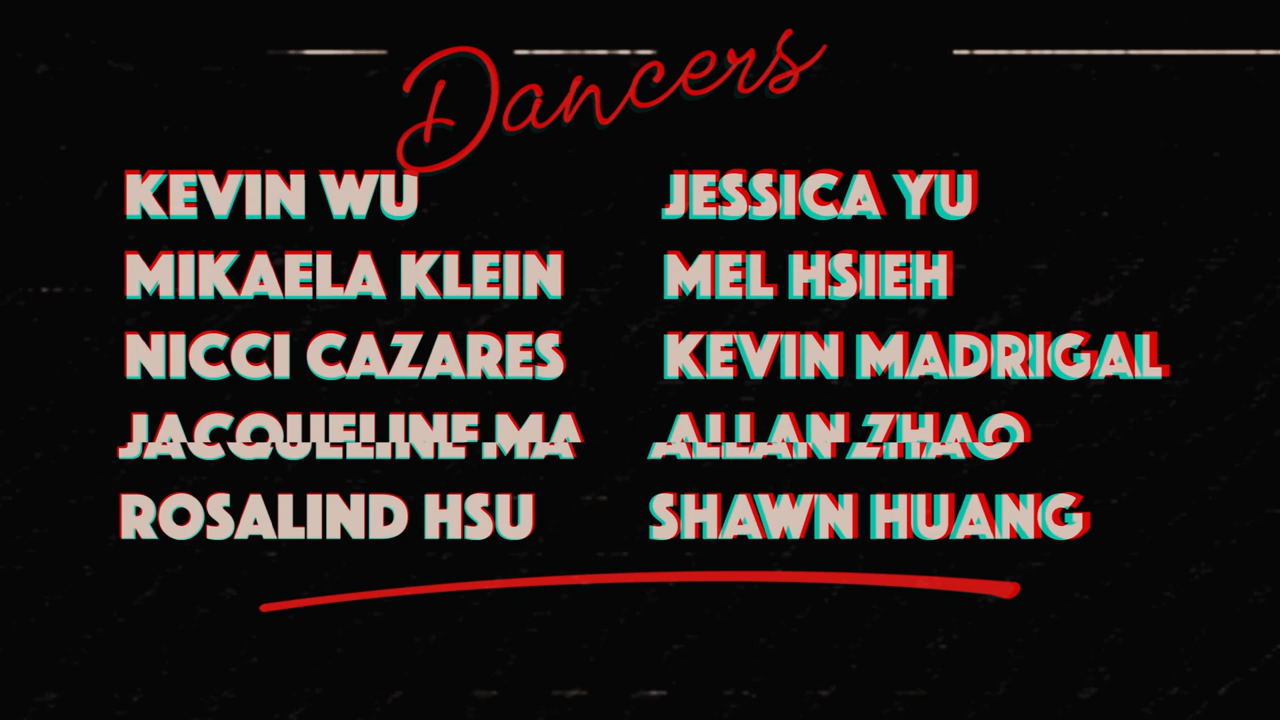 Dancers
KEVIN WU
MIKAELA KLEIN
NICCI CAZARES
JACQUELINE MA
ROSALIND HSU
JESSICA YU
MEL HSIEH
KEVIN MADRIGAL
ALLAN ZHAO
SHAWN HUANG